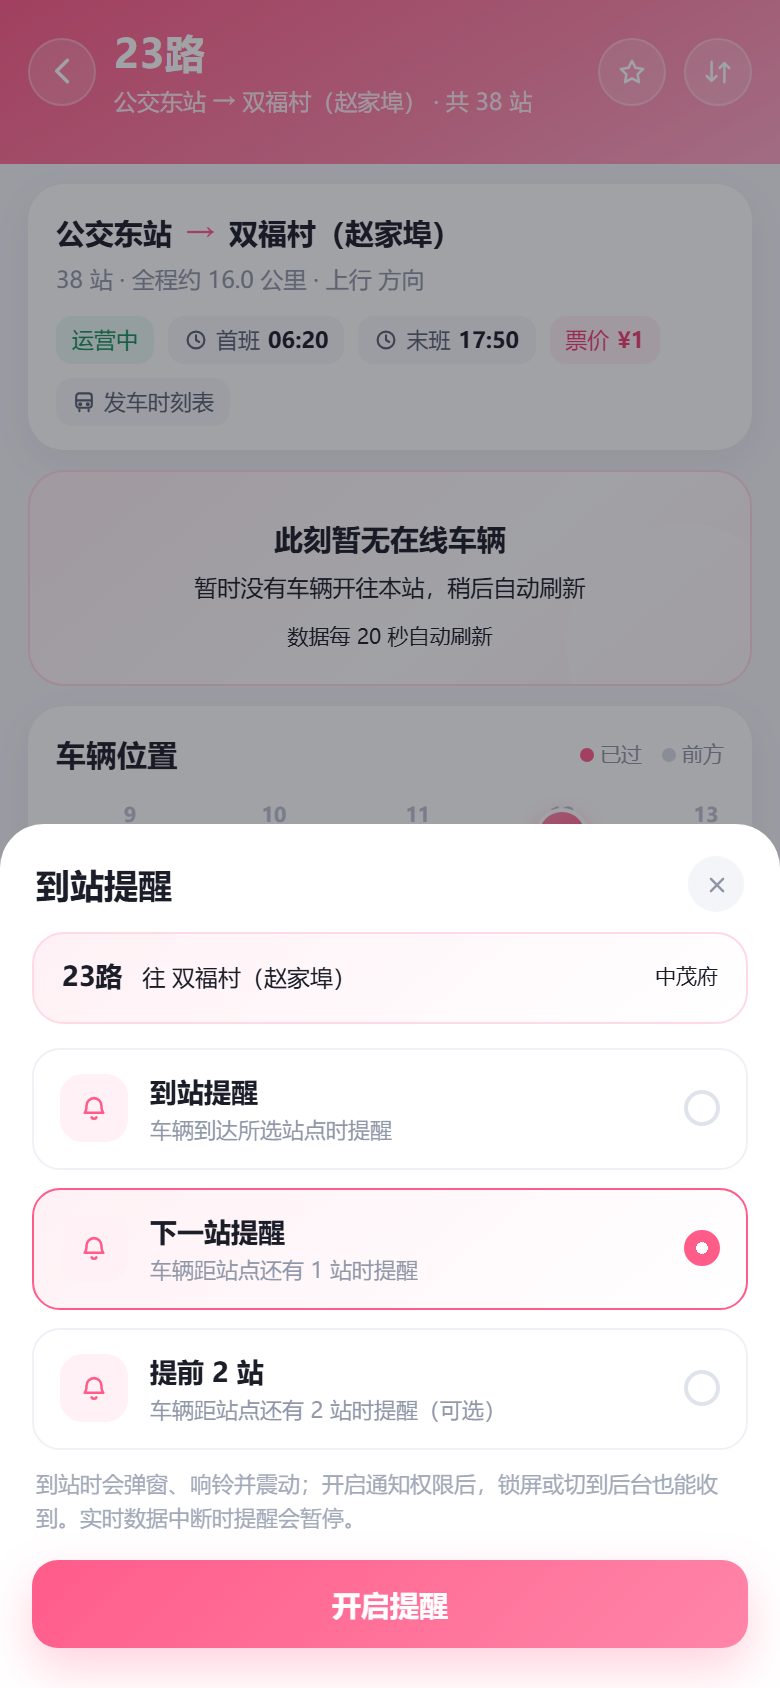 23路
公交东站 → 双福村（赵家埠） · 共 38 站
公交东站 → 双福村（赵家埠）
38 站 · 全程约 16.0 公里 · 上行 方向
运营中 首班 06:20 末班 17:50 票价 ¥1
发车时刻表
此刻暂无在线车辆
暂时没有车辆开往本站，稍后自动刷新
数据每 20 秒自动刷新
车辆位置 已过 前方
9 10 11 13
到站提醒
23路 往 双福村（赵家埠） 中茂府
到站提醒
车辆到达所选站点时提醒
下一站提醒
车辆距站点还有 1 站时提醒
提前 2 站
车辆距站点还有 2 站时提醒（可选）
到站时会弹窗、响铃并震动；开启通知权限后，锁屏或切到后台也能收
到。实时数据中断时提醒会暂停。
开启提醒